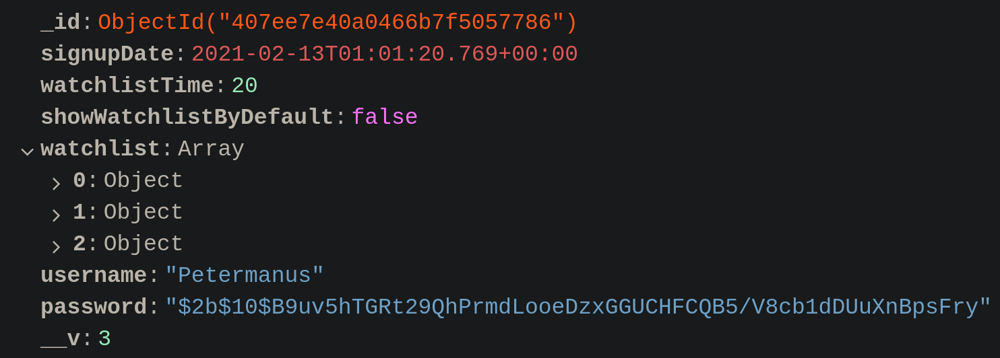 _id: ObjectId("407ee7e40a0466b7f5057786")
signupDate: 2021-02-13T01:01:20.769+00:00
watchlistTime: 20
showWatchlistByDefault: false
watchlist: Array
0: Object
1: Object
2: Object
username: "Petermanus"
password: "$2b$10$B9uv5hTGRt29QhPrmdLooeDzxGGUCHFCQB5/V8cb1dDUuXnBpsFry"
__v: 3